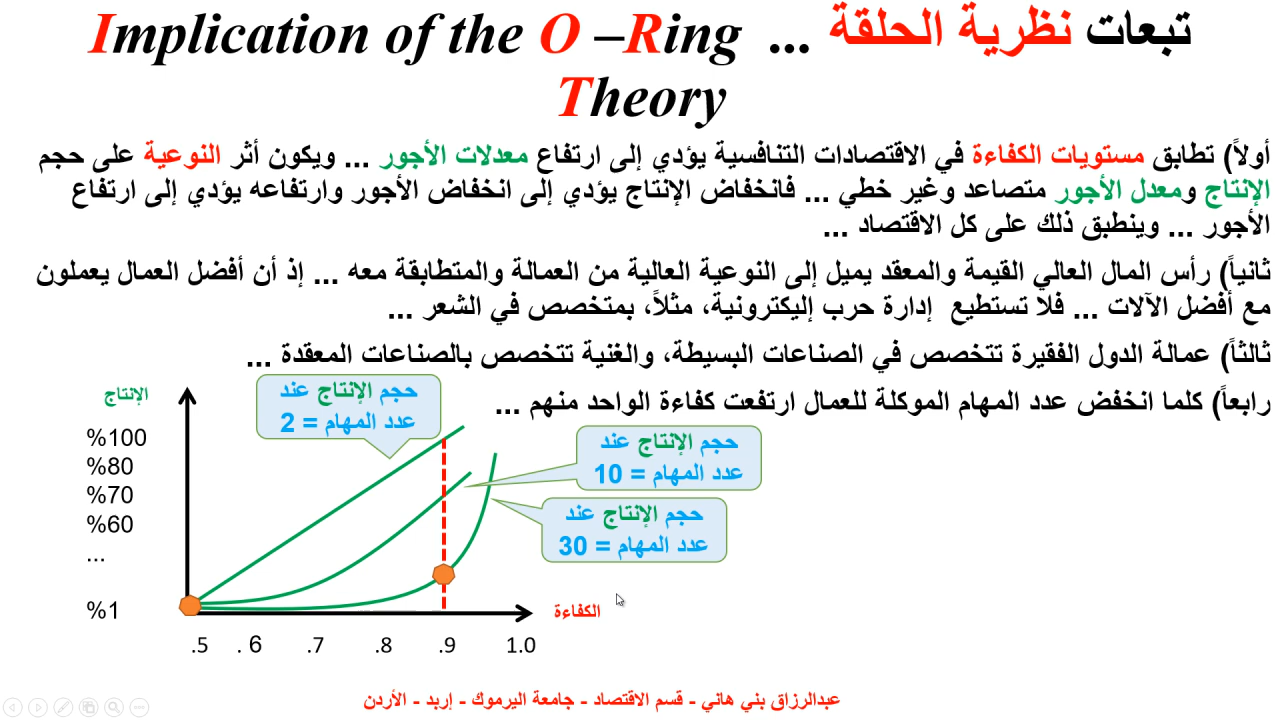 تبعات نظرية الحلقة ... Implication of the O –Ring
Theory
أولاً) تطابق مستويات الكفاءة في الاقتصادات التنافسية يؤدي إلى ارتفاع معدلات الأجور ... ويكون أثر النوعية على حجم
الإنتاج ومعدل الأجور متصاعد وغير خطي ... فانخفاض الإنتاج يؤدي إلى انخفاض الأجور وارتفاعه يؤدي إلى ارتفاع
الأجور ... وينطبق ذلك على كل الاقتصاد ...
ثانياً) رأس المال العالي القيمة والمعقد يميل إلى النوعية العالية من العمالة والمتطابقة معه ... إذ أن أفضل العمال يعملون
مع أفضل الآلات ... فلا تستطيع إدارة حرب إليكترونية، مثلاً، بمتخصص في الشعر ...
ثالثاً) عمالة الدول الفقيرة تتخصص في الصناعات البسيطة، والغنية تتخصص بالصناعات المعقدة ...
رابعاً) كلما انخفض عدد المهام الموكلة للعمال ارتفعت كفاءة الواحد منهم ...
الإنتاج
حجم الإنتاج عند
عدد المهام = 2
حجم الإنتاج عند
عدد المهام = 10
حجم الإنتاج عند
عدد المهام = 30
%100
%80
%70
%60
...
%1
الكفاءة
.5 . 6 .7 .8 .9 1.0
عبدالرزاق بني هاني - قسم الاقتصاد - جامعة اليرموك - إربد - الأردن